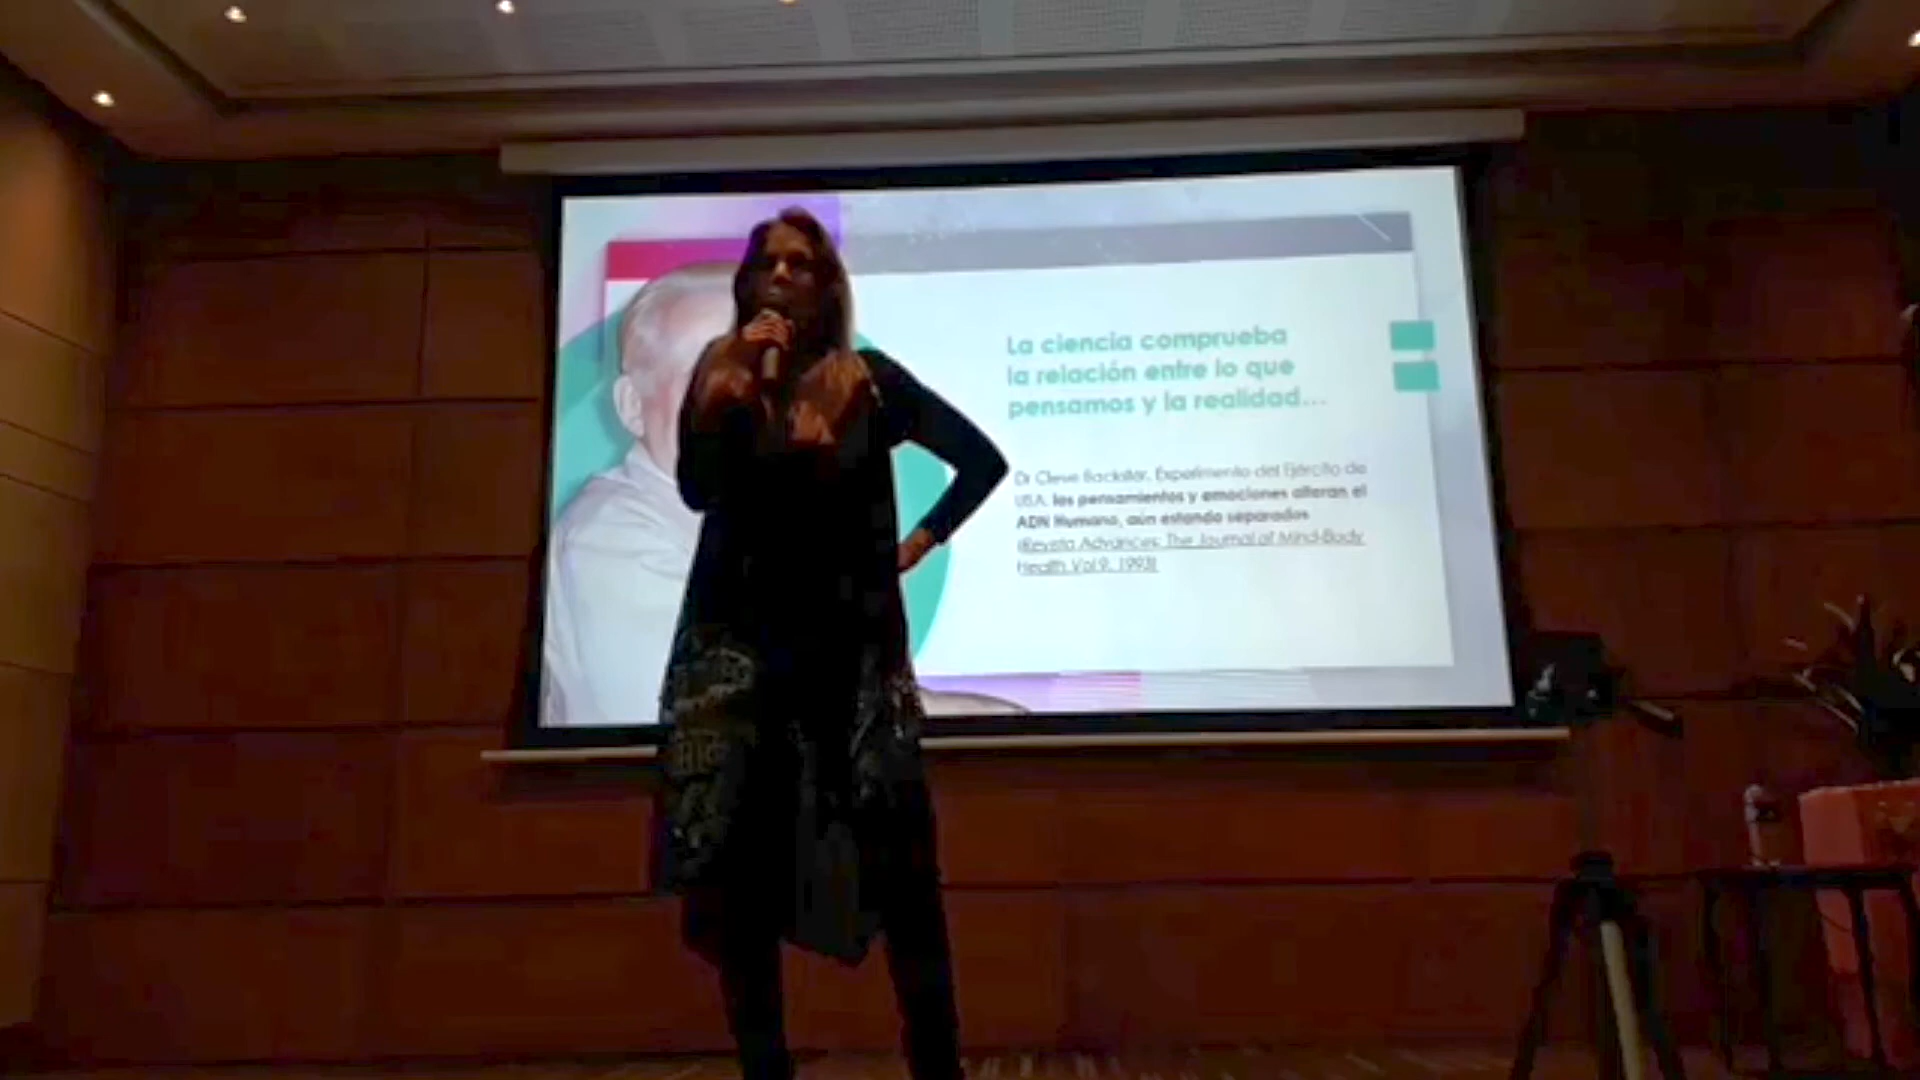 La ciencia comprueba
la relación entre lo que
pensamos y la realidad...
Dr Cleve Backster. Experimento del Ejército de
USA, los pensamientos y emociones alteran el
ADN Humano, aún estando separados
(Revista Advances: The Journal of Mind-Body
Health, Vol 9, 1993)